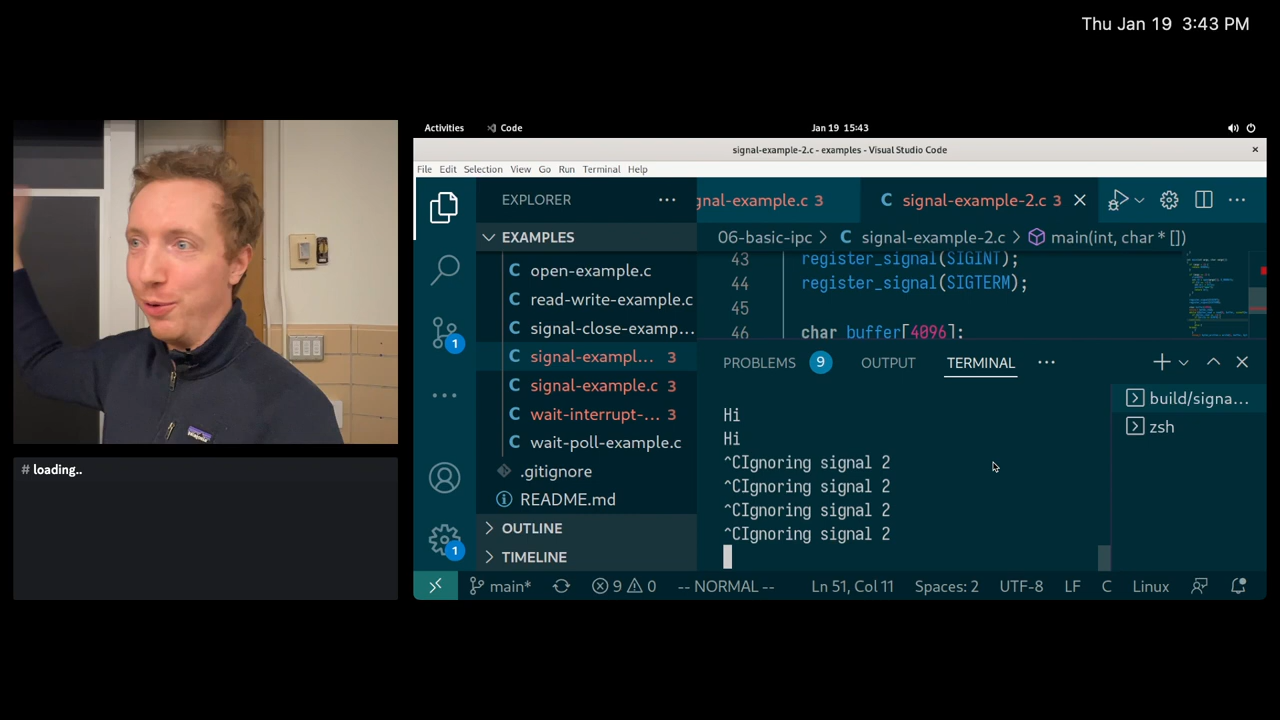 Thu Jan 19 3:43 PM
Activities
Code
Jan 19 15:43
signal-example-2.c - examples - Visual Studio Code
File Edit Selection View Go Run Terminal Help
EXPLORER
gnal-example.c 3
signal-example-2.c 3
EXAMPLES
06-basic-ipc > signal-example-2.c > main(int, char * [])
open-example.c
read-write-example.c
signal-close-examp...
signal-exampl... 3
signal-example.c 3
wait-interrupt-... 3
wait-poll-example.c
.gitignore
README.md
OUTLINE
TIMELINE
1
1
43 register_signal(SIGINT);
44 register_signal(SIGTERM);
45
46 char buffer[4096];
PROBLEMS 9 OUTPUT TERMINAL
Hi
Hi
^CIgnoring signal 2
^CIgnoring signal 2
^CIgnoring signal 2
^CIgnoring signal 2
build/signa...
zsh
main* 9 0 -- NORMAL -- Ln 51, Col 11 Spaces: 2 UTF-8 LF C Linux
# loading..
patagonia